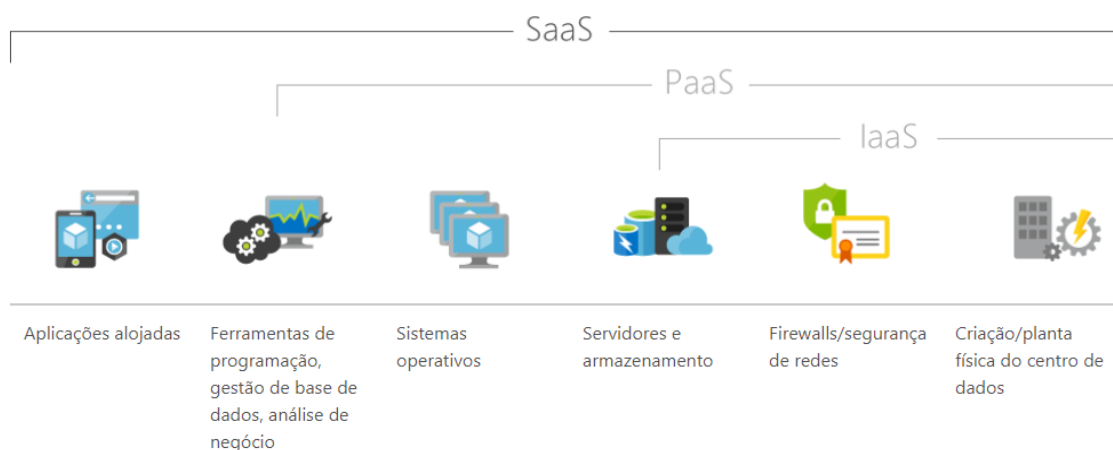 SaaS
PaaS
IaaS
Aplicações alojadas
Ferramentas de
programação,
gestão de base de
dados, análise de
negócio
Sistemas
operativos
Servidores e
armazenamento
Firewalls/segurança
de redes
Criação/planta
física do centro de
dados